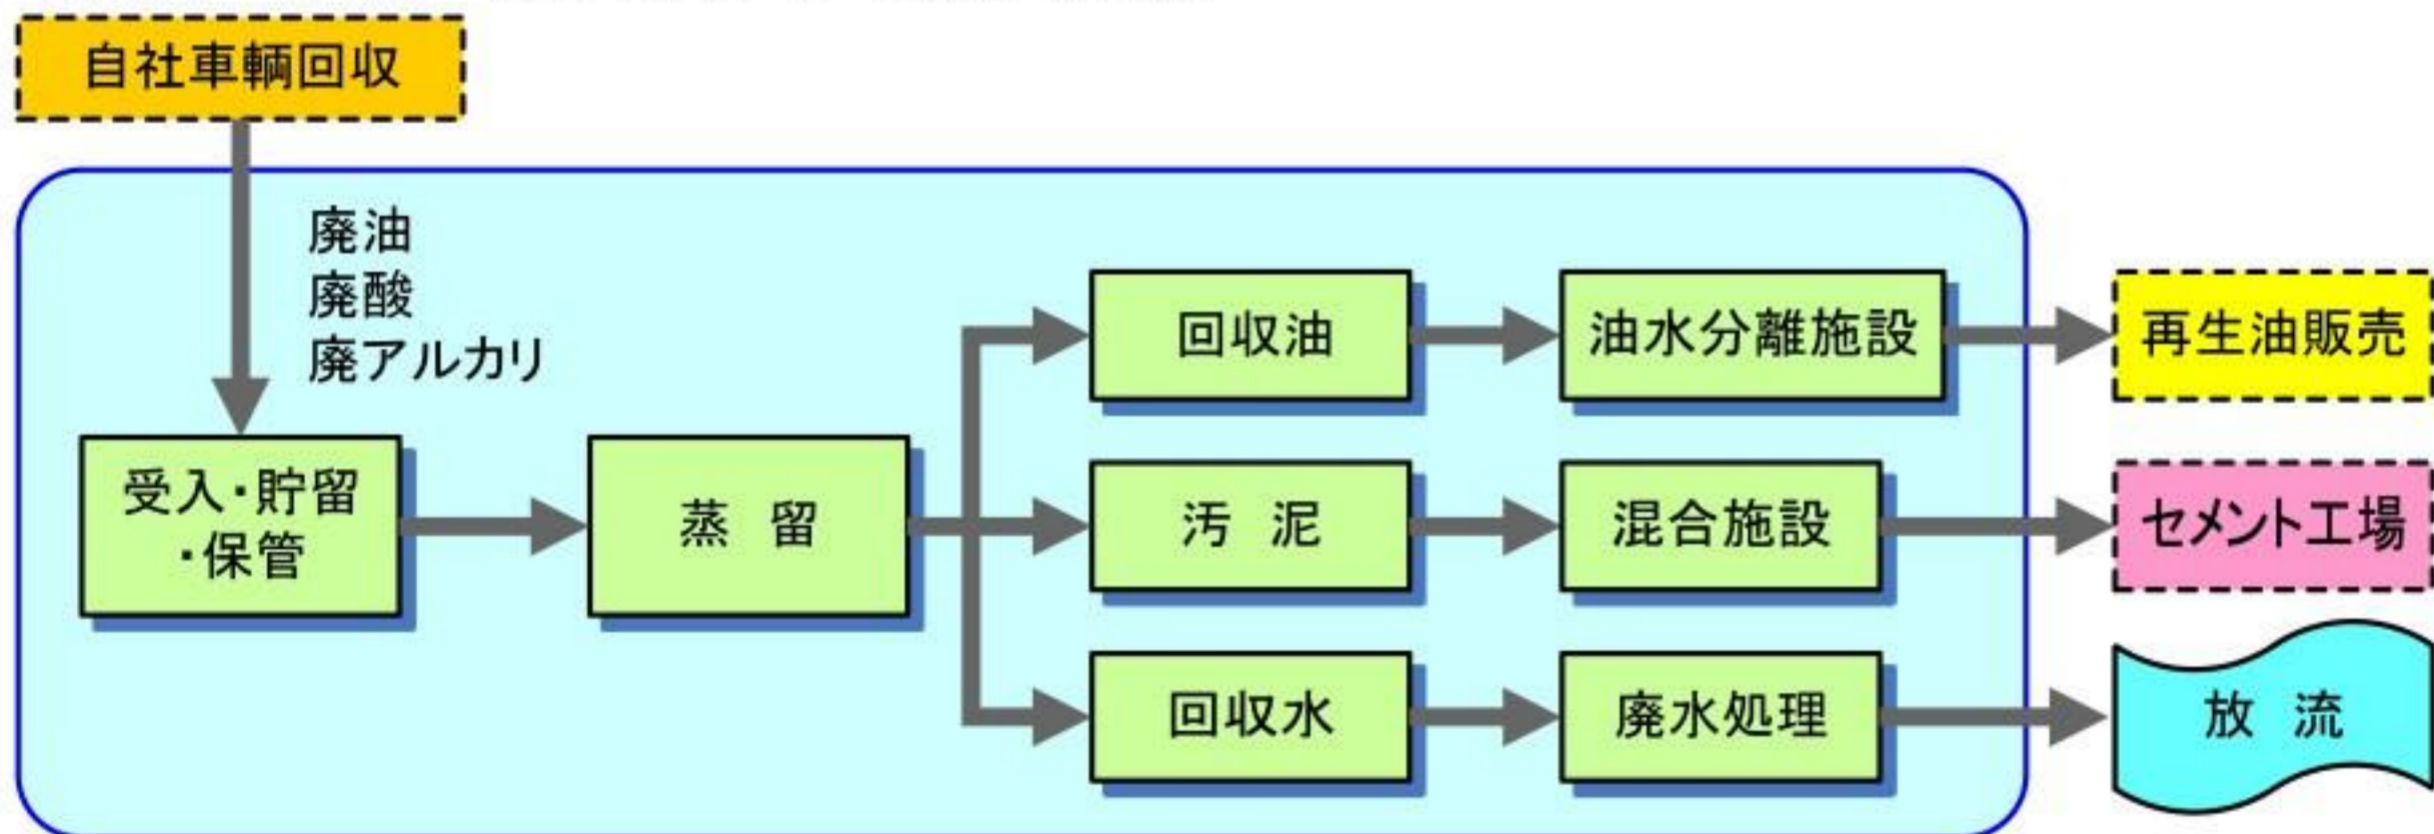 自社車輌回収
廃油
廃酸
廃アルカリ
受入・貯留
・保管
蒸　留
回収油
油水分離施設
再生油販売
汚　泥
混合施設
セメント工場
回収水
廃水処理
放　流